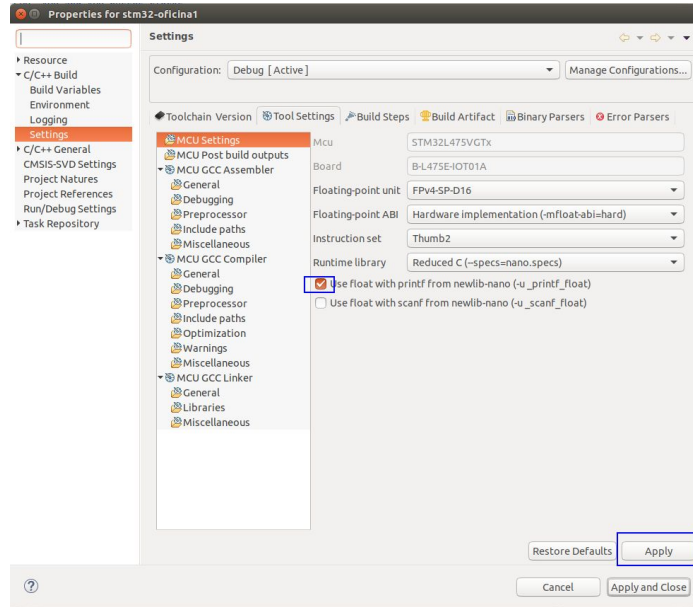 Properties for stm32-oficina1
Settings
Resource
C/C++ Build
Build Variables
Environment
Logging
Settings
C/C++ General
CMSIS-SVD Settings
Project Natures
Project References
Run/Debug Settings
Task Repository
Configuration: Debug [ Active ] Manage Configurations...
Toolchain Version Tool Settings Build Steps Build Artifact Binary Parsers Error Parsers
MCU Settings
MCU Post build outputs
MCU GCC Assembler
General
Debugging
Preprocessor
Include paths
Miscellaneous
MCU GCC Compiler
General
Debugging
Preprocessor
Include paths
Optimization
Warnings
Miscellaneous
MCU GCC Linker
General
Libraries
Miscellaneous
Mcu STM32L475VGTx
Board B-L475E-IOT01A
Floating-point unit FPv4-SP-D16
Floating-point ABI Hardware implementation (-mfloat-abi=hard)
Instruction set Thumb2
Runtime library Reduced C (--specs=nano.specs)
Use float with printf from newlib-nano (-u _printf_float)
Use float with scanf from newlib-nano (-u _scanf_float)
Restore Defaults Apply
? Cancel Apply and Close